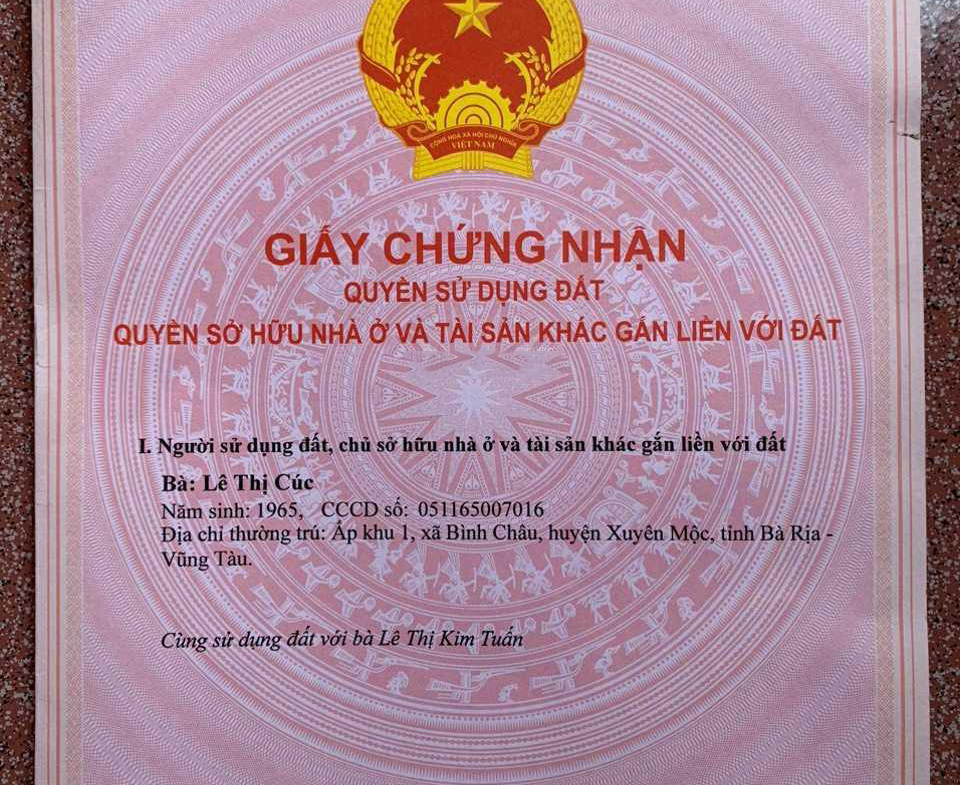 CỘNG HOÀ XÃ HỘI CHỦ NGHĨA
VIỆT NAM
GIẤY CHỨNG NHẬN
QUYỀN SỬ DỤNG ĐẤT
QUYỀN SỞ HỮU NHÀ Ở VÀ TÀI SẢN KHÁC GẮN LIỀN VỚI ĐẤT
I. Người sử dụng đất, chủ sở hữu nhà ở và tài sản khác gắn liền với đất
Bà: Lê Thị Cúc
Năm sinh: 1965, CCCD số: 051165007016
Địa chỉ thường trú: Ấp khu 1, xã Bình Châu, huyện Xuyên Mộc, tỉnh Bà Rịa -
Vũng Tàu.
Cùng sử dụng đất với bà Lê Thị Kim Tuấn